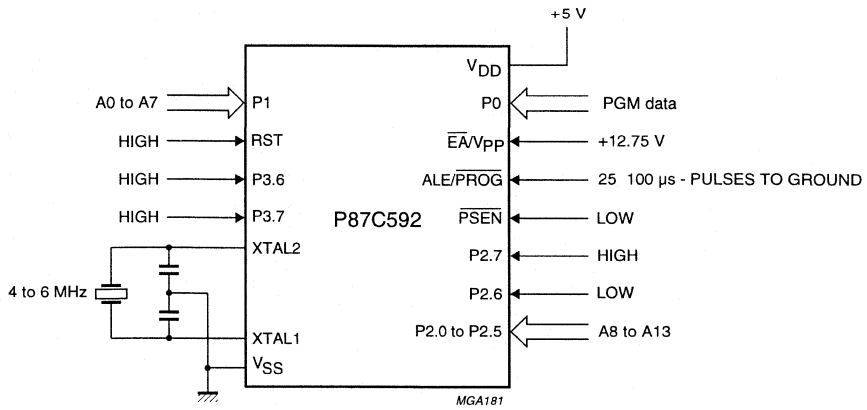 +5 V
VDD
A0 to A7 P1 P0 PGM data
HIGH RST EA/VPP +12.75 V
HIGH P3.6 ALE/PROG 25 100 µs - PULSES TO GROUND
HIGH P3.7 P87C592 PSEN LOW
XTAL2 P2.7 HIGH
4 to 6 MHz P2.6 LOW
XTAL1 P2.0 to P2.5 A8 to A13
VSS
MGA181